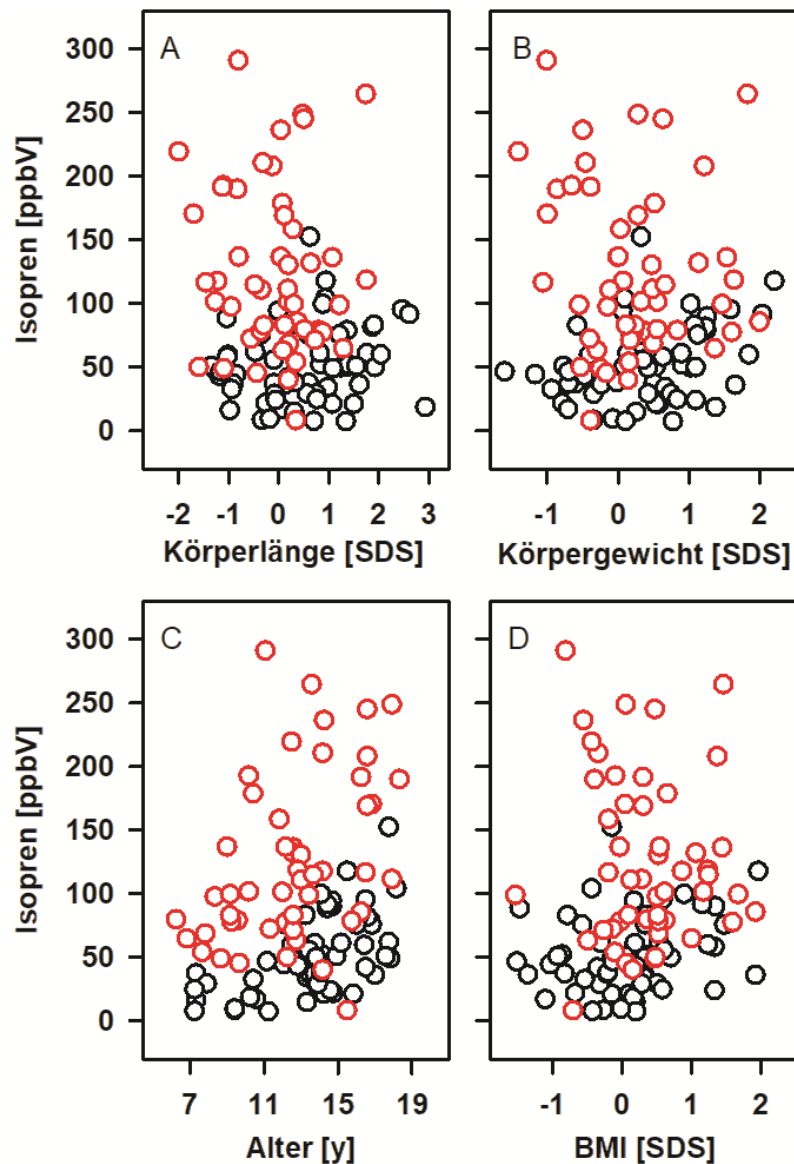 A
B
Isopren [ppbV]
300
250
200
150
100
50
0
-2 -1 0 1 2 3
-1 0 1 2
Körperlänge [SDS]
Körpergewicht [SDS]
C
D
Isopren [ppbV]
300
250
200
150
100
50
0
7 11 15 19
-1 0 1 2
Alter [y]
BMI [SDS]